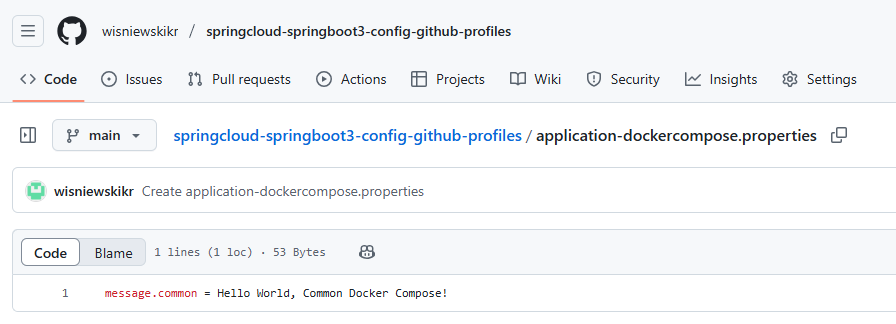 wisniewskikr / springcloud-springboot3-config-github-profiles
Code Issues Pull requests Actions Projects Wiki Security Insights Settings
main springcloud-springboot3-config-github-profiles / application-dockercompose.properties
wisniewskikr Create application-dockercompose.properties
Code Blame 1 lines (1 loc) · 53 Bytes
1 message.common = Hello World, Common Docker Compose!